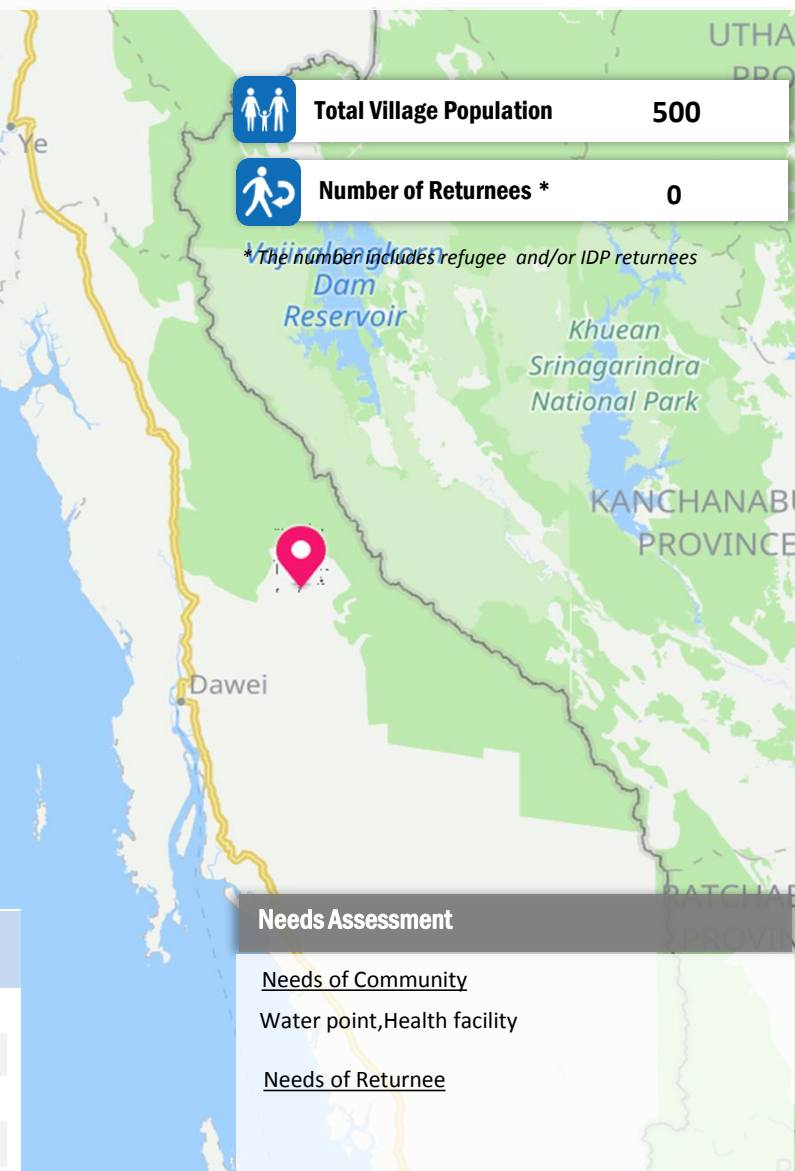 UTHA
PRO
Total Village Population 500
Ye
Number of Returnees * 0
* The number includes refugee and/or IDP returnees
Vajiralongkorn
Dam
Reservoir
Khuean
Srinagarindra
National Park
KANCHANABU
PROVINCE
Dawei
RATCHAB
PROVIN
Needs Assessment
Needs of Community
Water point,Health facility
Needs of Returnee